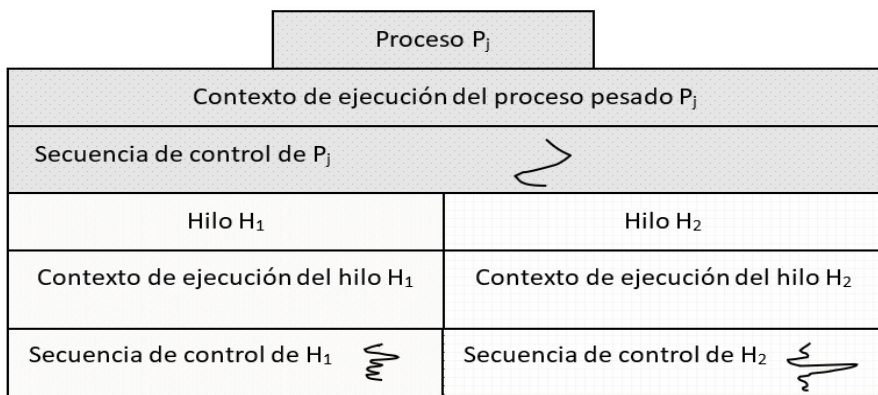 Proceso Pⱼ
Contexto de ejecución del proceso pesado Pⱼ
Secuencia de control de Pⱼ
Hilo H₁
Hilo H₂
Contexto de ejecución del hilo H₁
Contexto de ejecución del hilo H₂
Secuencia de control de H₁
Secuencia de control de H₂